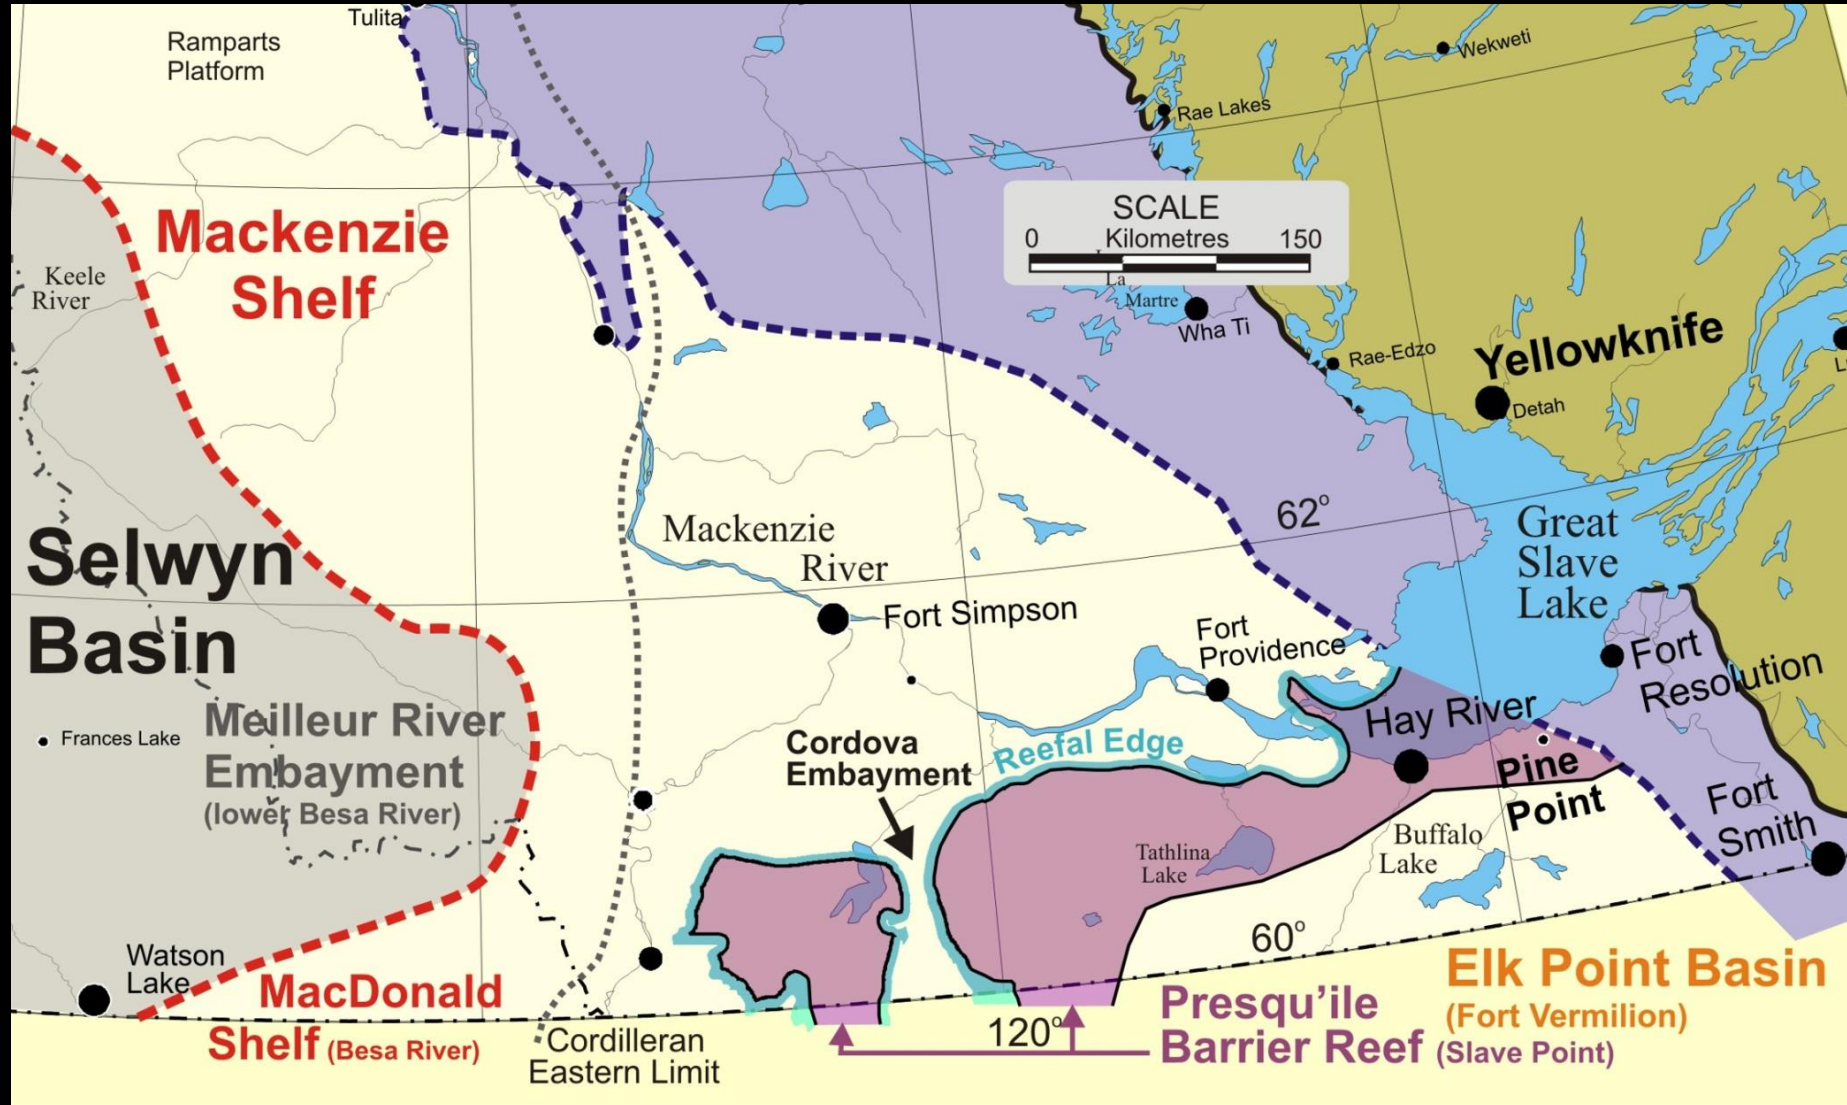 Tulita
Ramparts
Platform
Wekweti
Rae Lakes
Mackenzie
Shelf
SCALE
0 Kilometres 150
La
Martre
Wha Ti
Keele
River
Rae-Edzo
Yellowknife
Detah
Selwyn
Basin
Mackenzie
River
62°
Great
Slave
Lake
Fort Simpson
Fort
Providence
Fort
Resolution
Frances Lake
Meilleur River
Embayment
(lower Besa River)
Cordova
Embayment
Reefal Edge
Hay River
Pine
Point
Fort
Smith
Tathlina
Lake
Buffalo
Lake
60°
Watson
Lake
MacDonald
Shelf (Besa River)
Cordilleran
Eastern Limit
120°
Presqu'ile
Barrier Reef (Slave Point)
Elk Point Basin
(Fort Vermilion)